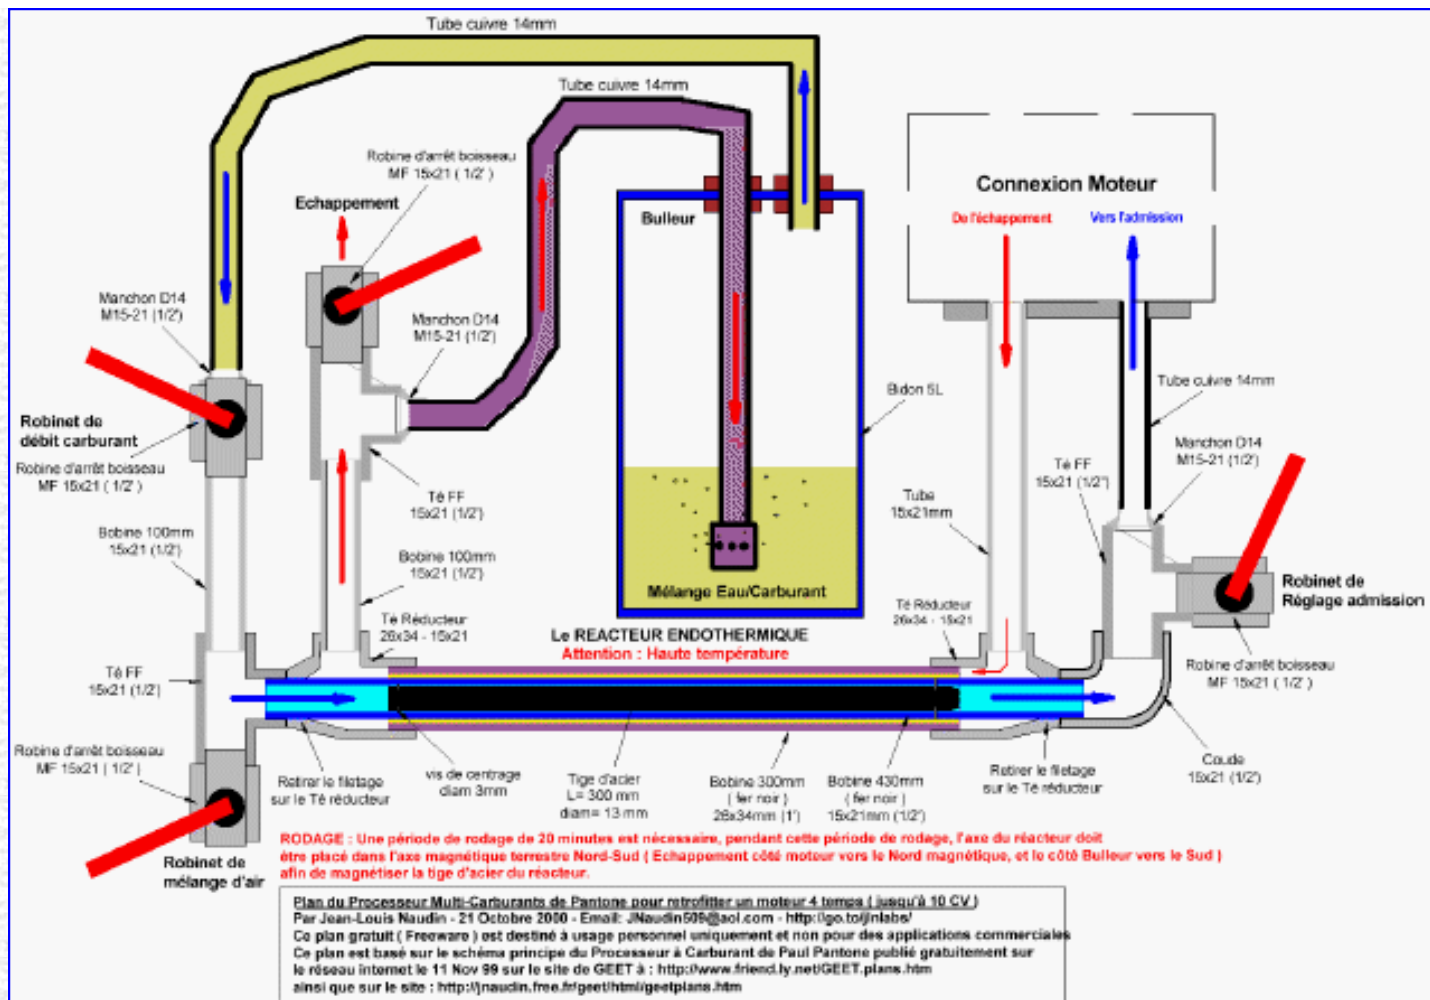 Tube cuivre 14mm
Tube cuivre 14mm
Robine d'arrêt boisseau
MF 15x21 ( 1/2' )
Echappement
Bulleur
Connexion Moteur
De l'échappement
Vers l'admission
Manchon D14
M15-21 (1/2')
Manchon D14
M15-21 (1/2')
Tube cuivre 14mm
Bidon 5L
Robinet de
débit carburant
Robine d'arrêt boisseau
MF 15x21 ( 1/2' )
Manchon D14
M15-21 (1/2')
Té FF
15x21 (1/2')
Té FF
15x21 (1/2')
Tube
15x21mm
Bobine 100mm
15x21 (1/2')
Bobine 100mm
15x21 (1/2')
Mélange Eau/Carburant
Robinet de
Réglage admission
Té Réducteur
26x34 - 15x21
Té Réducteur
26x34 - 15x21
Le REACTEUR ENDOTHERMIQUE
Attention : Haute température
Té FF
15x21 (1/2')
Robine d'arrêt boisseau
MF 15x21 ( 1/2' )
Robine d'arrêt boisseau
MF 15x21 ( 1/2' )
Retirer le filetage
sur le Té réducteur
vis de centrage
diam 3mm
Tige d'acier
L= 300 mm
diam= 13 mm
Bobine 300mm
( fer noir )
26x34mm (1')
Bobine 430mm
( fer noir )
15x21mm (1/2')
Retirer le filetage
sur le Té réducteur
Coude
15x21 (1/2')
Robinet de
mélange d'air
RODAGE : Une période de rodage de 20 minutes est nécessaire, pendant cette période de rodage, l'axe du réacteur doit
être placé dans l'axe magnétique terrestre Nord-Sud ( Echappement côté moteur vers le Nord magnétique, et le côté Bulleur vers le Sud )
afin de magnétiser la tige d'acier du réacteur.
Plan du Processeur Multi-Carburants de Pantone pour retrofitter un moteur 4 temps ( jusqu'à 10 CV )
Par Jean-Louis Naudin - 21 Octobre 2000 - Email: JNaudin509@aol.com - http://go.to/jlnlabs/
Ce plan gratuit ( Freeware ) est destiné à usage personnel uniquement et non pour des applications commerciales
Ce plan est basé sur le schéma principe du Processeur à Carburant de Paul Pantone publié gratuitement sur
le réseau internet le 11 Nov 99 sur le site de GEET à : http://www.friend.ly.net/GEET.plans.htm
ainsi que sur le site : http://jnaudin.free.fr/geet/html/geetplans.htm